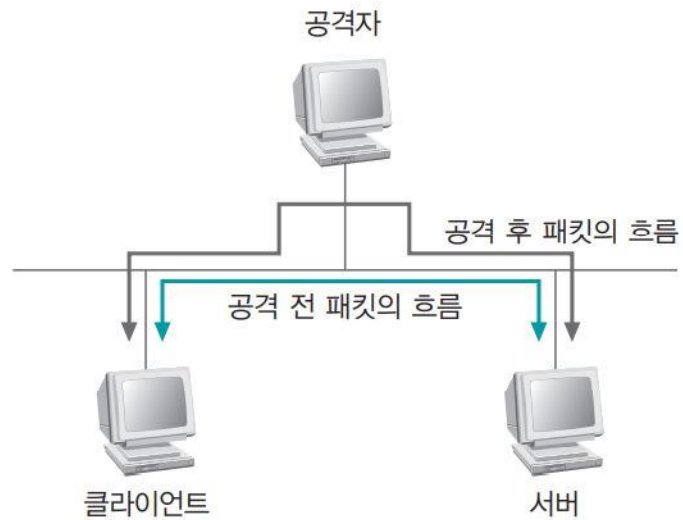 공격자
공격 후 패킷의 흐름
공격 전 패킷의 흐름
클라이언트
서버